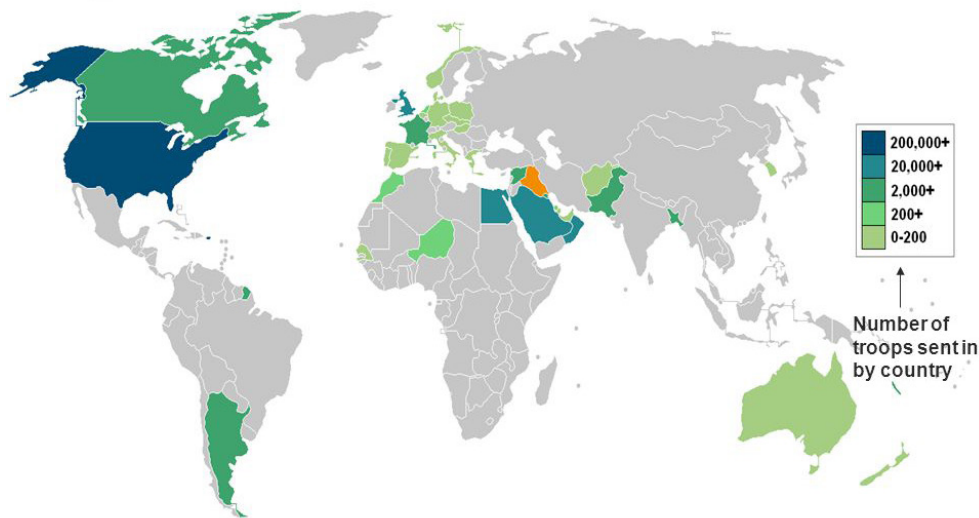 200,000+
20,000+
2,000+
200+
0-200
Number of
troops sent in
by country